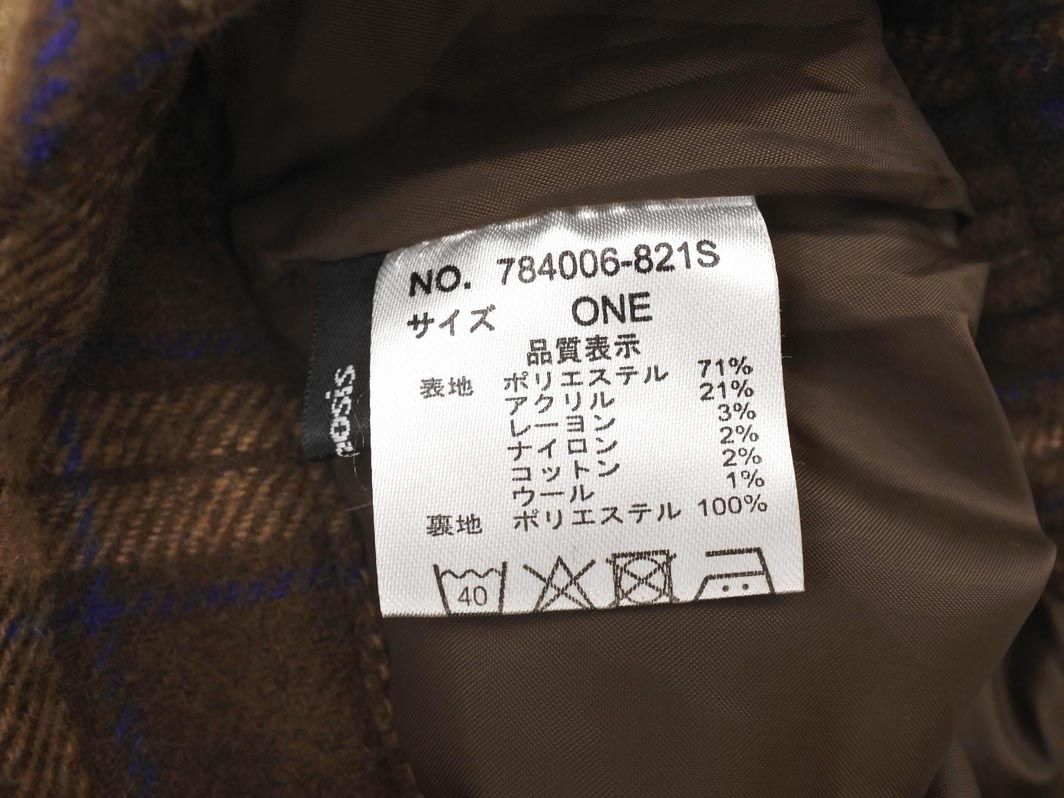 NO. 784006-821S
サイズ ONE
品質表示
表地 ポリエステル 71%
アクリル 21%
レーヨン 3%
ナイロン 2%
コットン 2%
ウール 1%
裏地 ポリエステル 100%
40